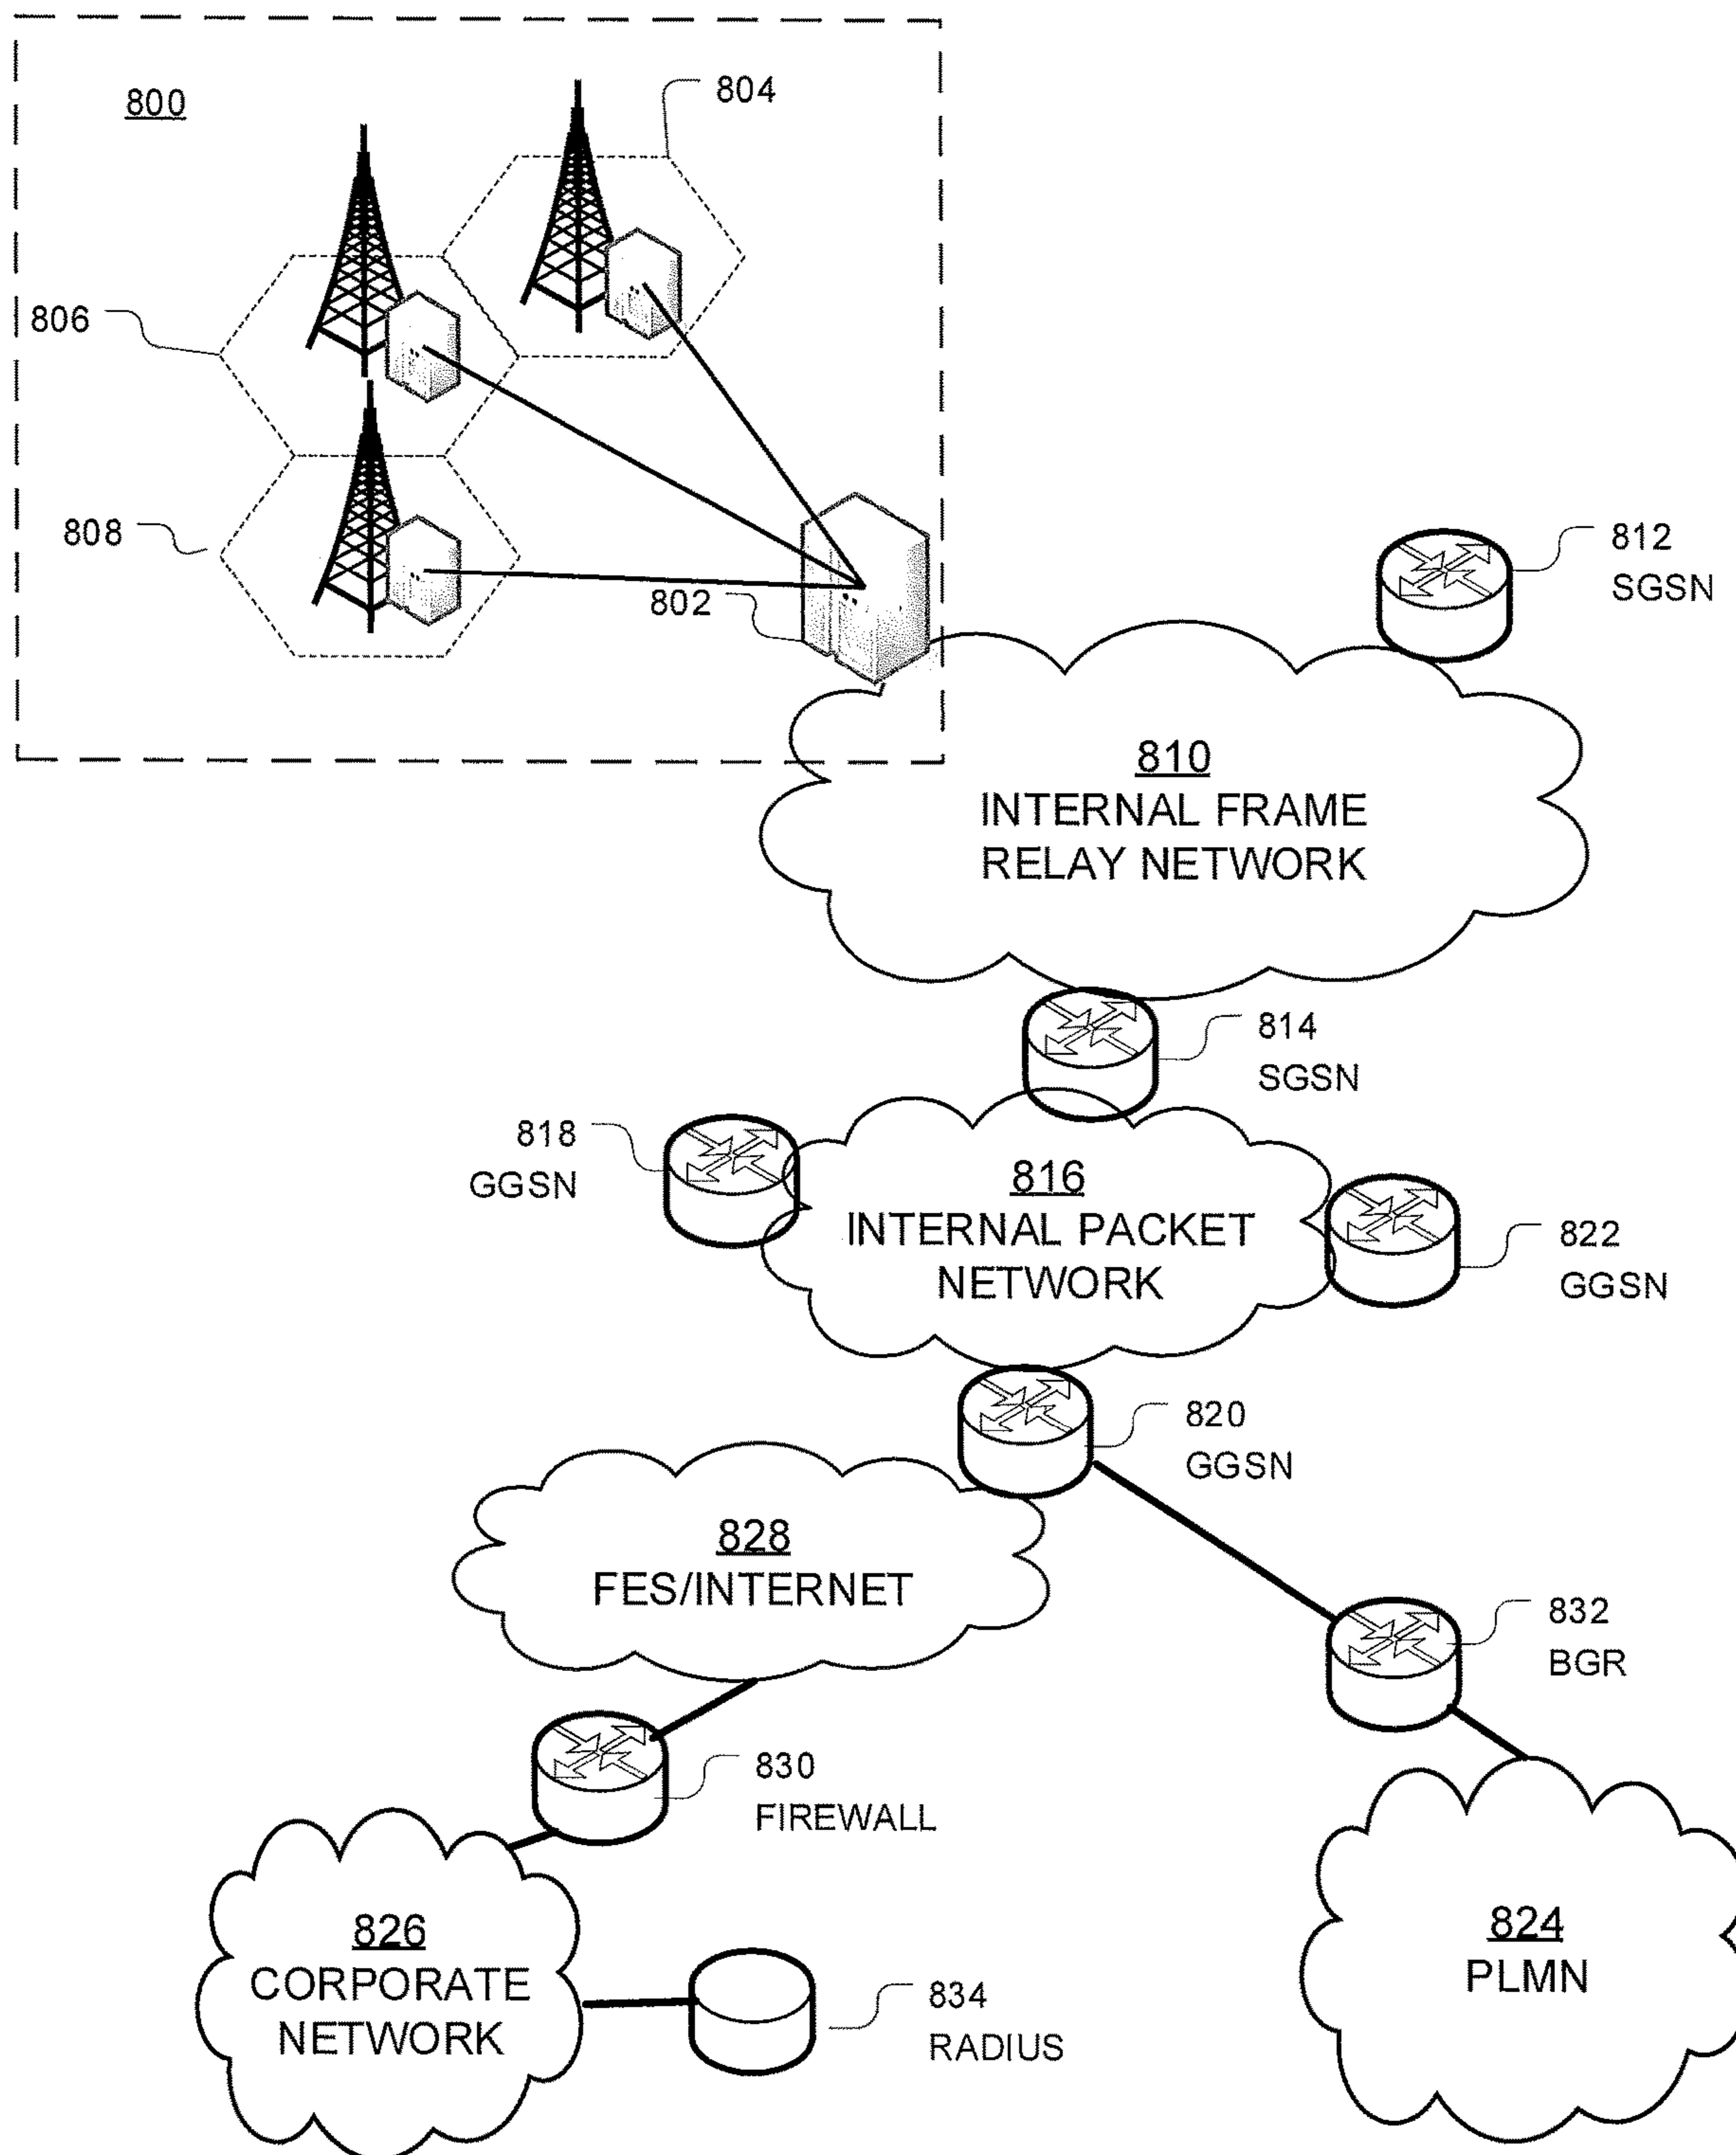 800
804
806
808
802
812
SGSN
810
INTERNAL FRAME
RELAY NETWORK
814
SGSN
818
GGSN
816
INTERNAL PACKET
NETWORK
822
GGSN
820
GGSN
828
FES/INTERNET
832
BGR
830
FIREWALL
826
CORPORATE
NETWORK
834
RADIUS
824
PLMN